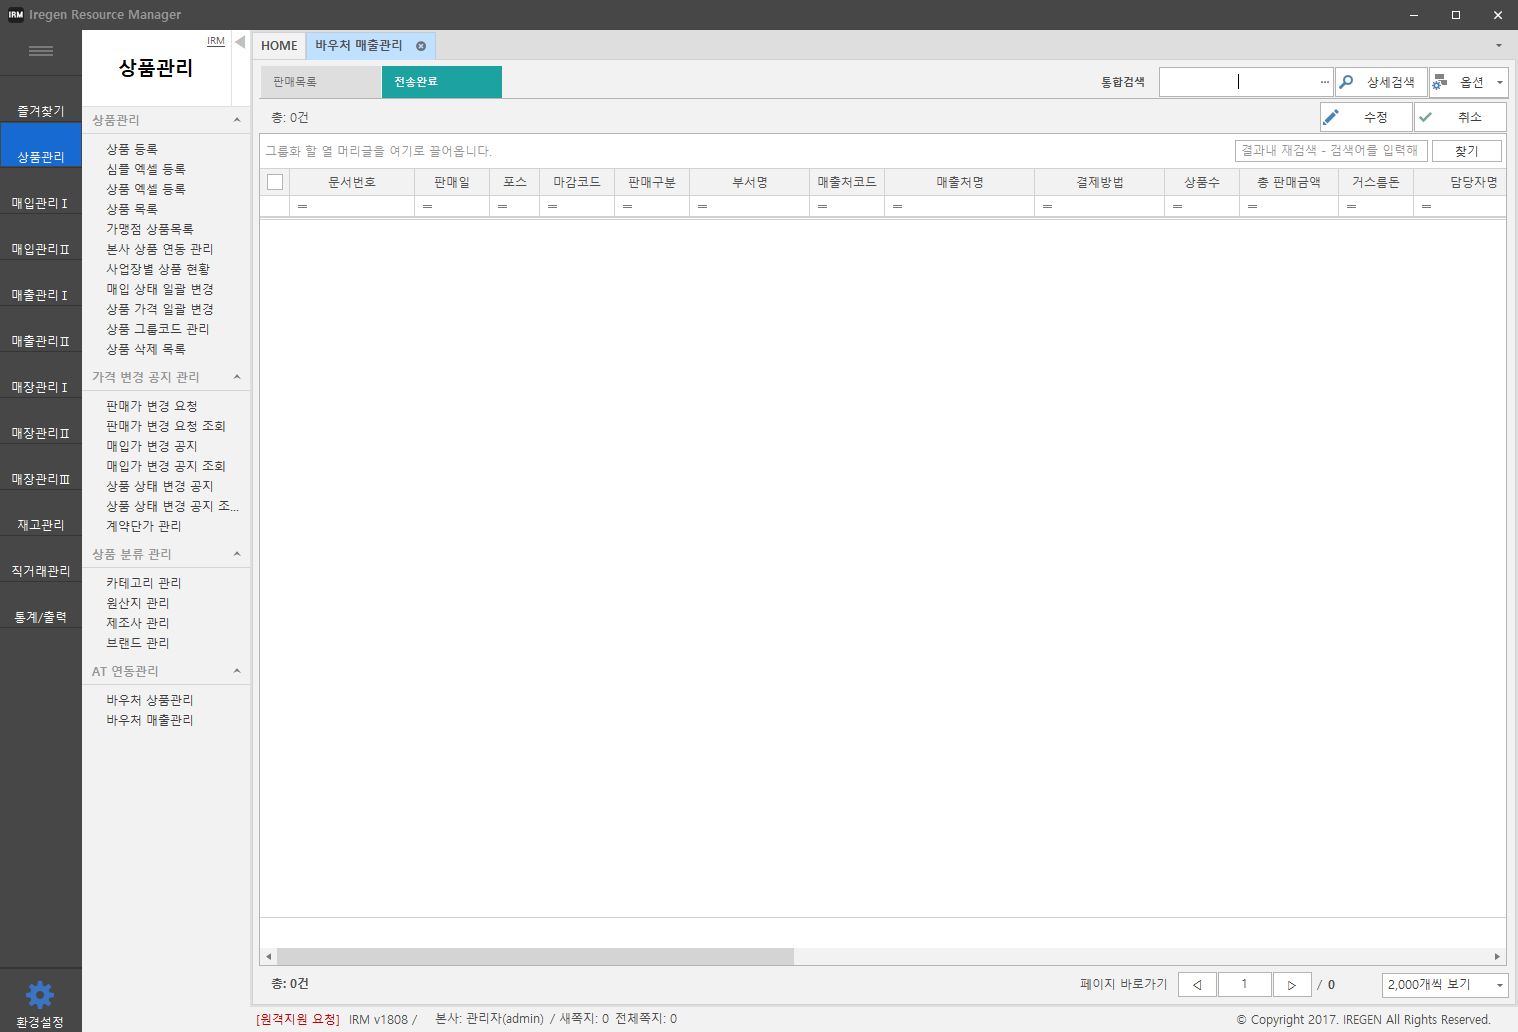 IRM Iregen Resource Manager
즐겨찾기
상품관리
매입관리 I
매입관리 II
매출관리 I
매출관리 II
매장관리 I
매장관리 II
매장관리 III
재고관리
직거래관리
통계/출력
환경설정
IRM
상품관리
상품관리
상품 등록
심플 엑셀 등록
상품 엑셀 등록
상품 목록
가맹점 상품목록
본사 상품 연동 관리
사업장별 상품 현황
매입 상태 일괄 변경
상품 가격 일괄 변경
상품 그룹코드 관리
상품 삭제 목록
가격 변경 공지 관리
판매가 변경 요청
판매가 변경 요청 조회
매입가 변경 공지
매입가 변경 공지 조회
상품 상태 변경 공지
상품 상태 변경 공지 조...
계약단가 관리
상품 분류 관리
카테고리 관리
원산지 관리
제조사 관리
브랜드 관리
AT 연동관리
바우처 상품관리
바우처 매출관리
HOME 바우처 매출관리
판매목록 전송완료 통합검색 ... 상세검색 옵션
총: 0건 수정 취소
그룹화 할 열 머리글을 여기로 끌어옵니다. 결과내 재검색 - 검색어를 입력해 찾기
문서번호 판매일 포스 마감코드 판매구분 부서명 매출처코드 매출처명 결제방법 상품수 총 판매금액 거스름돈 담당자명
= = = = = = = = = = = = =
총: 0건 페이지 바로가기 1 / 0 2,000개씩 보기
[원격지원 요청] IRM v1808 / 본사: 관리자(admin) / 새쪽지: 0 전체쪽지: 0 © Copyright 2017. IREGEN All Rights Reserved.